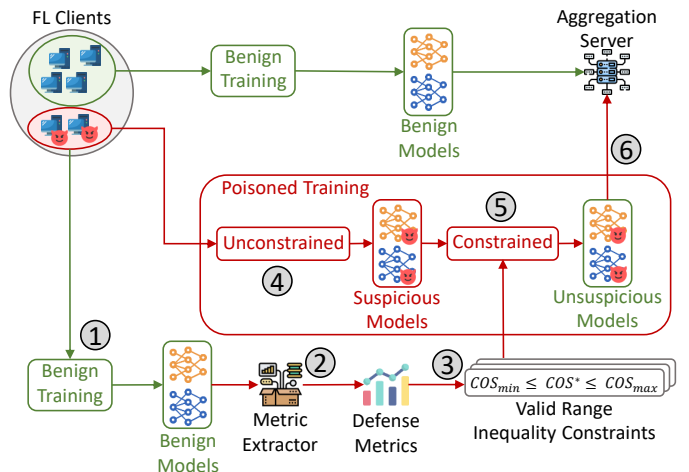 FL Clients
Aggregation
Server
Benign
Training
Benign
Models
6
Poisoned Training
5
Unconstrained
Constrained
4
Suspicious
Models
Unsuspicious
Models
1
Benign
Training
Benign
Models
2
Metric
Extractor
Defense
Metrics
3
COS_min ≤ COS* ≤ COS_max
Valid Range
Inequality Constraints